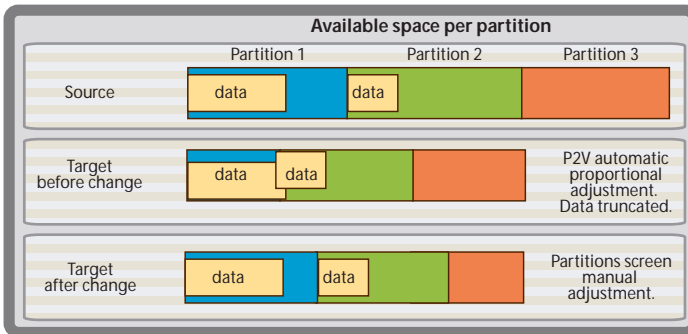 Available space per partition
Partition 1 Partition 2 Partition 3
Source
data data
Target
before change
data data
P2V automatic
proportional
adjustment.
Data truncated.
Target
after change
data data
Partitions screen
manual
adjustment.